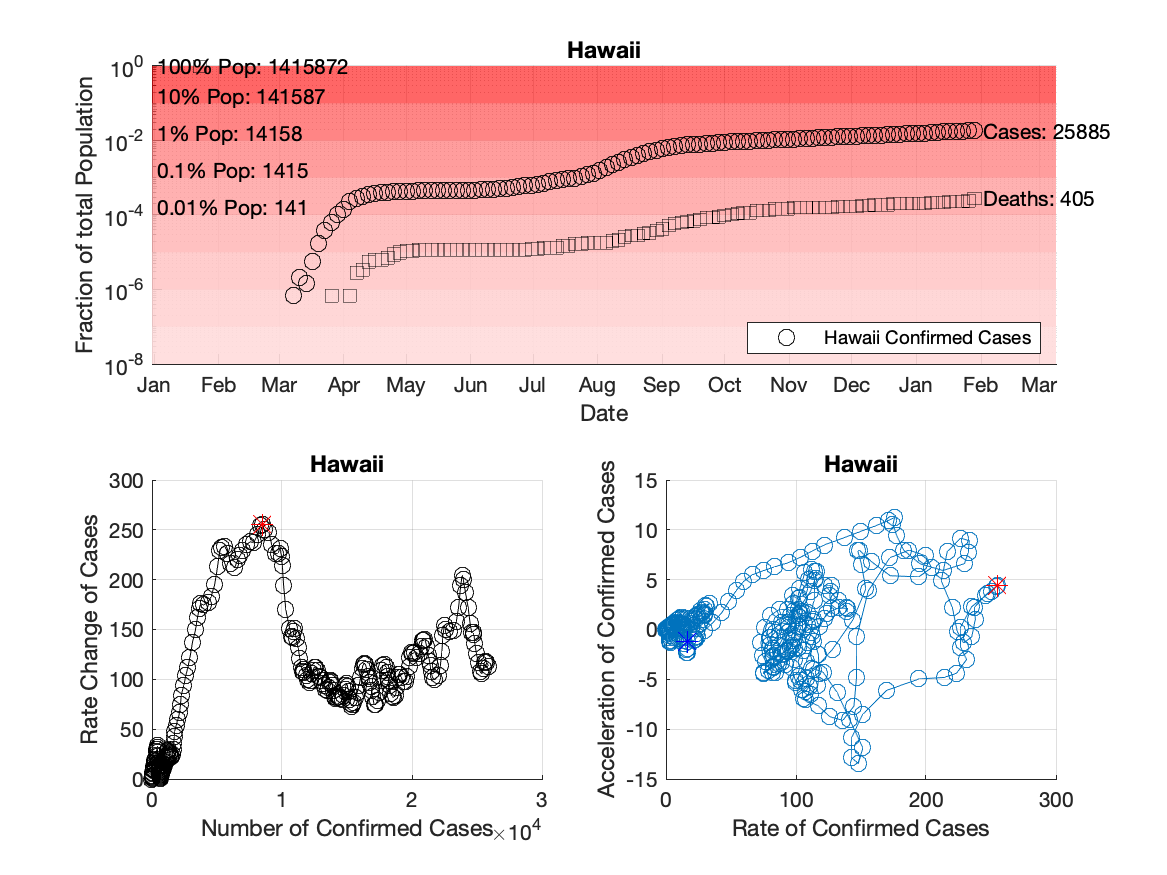 Hawaii
10^0
10^-2
10^-4
10^-6
10^-8
Fraction of total Population
100% Pop: 1415872
10% Pop: 141587
1% Pop: 14158
0.1% Pop: 1415
0.01% Pop: 141
Cases: 25885
Deaths: 405
Hawaii Confirmed Cases
Jan Feb Mar Apr May Jun Jul Aug Sep Oct Nov Dec Jan Feb Mar
Date
Hawaii
300
250
200
150
100
50
0
Rate Change of Cases
0 1 2 3
Number of Confirmed Cases ×10^4
Hawaii
15
10
5
0
-5
-10
-15
Acceleration of Confirmed Cases
0 100 200 300
Rate of Confirmed Cases